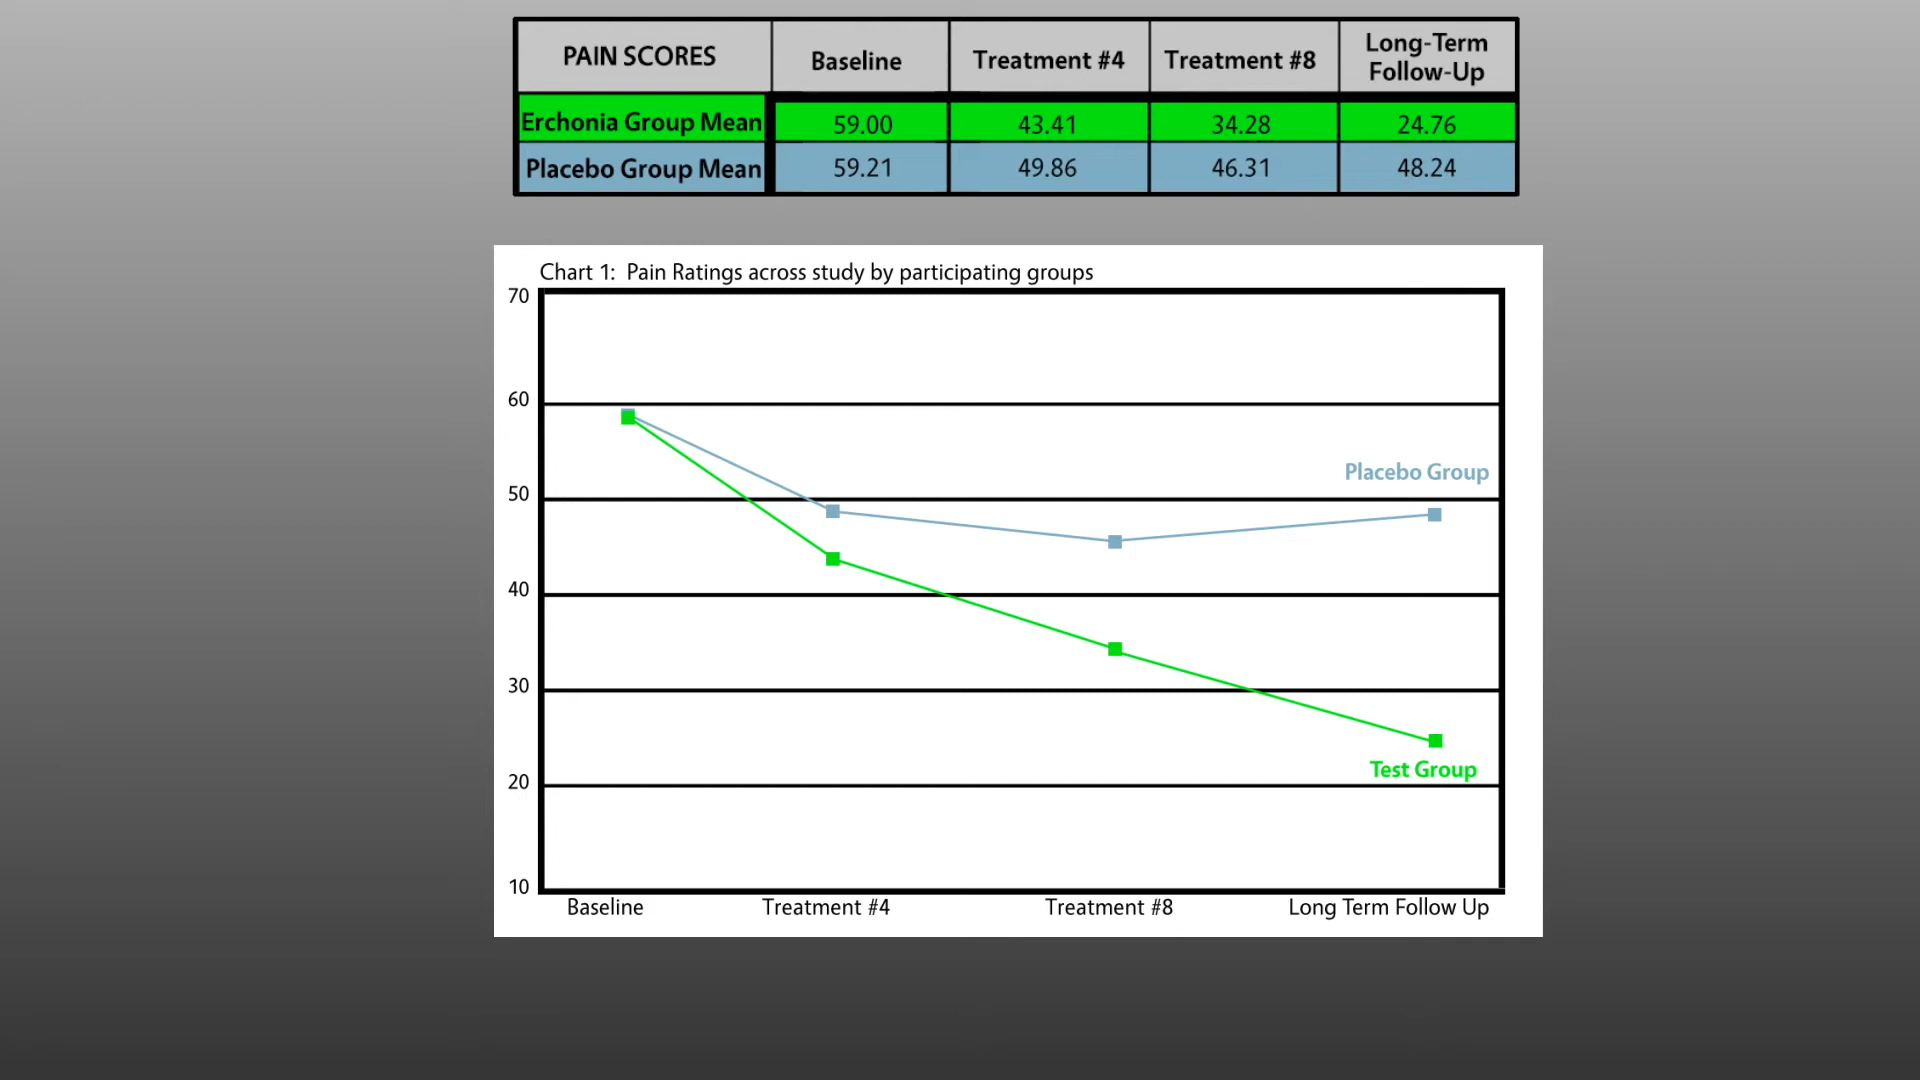 PAIN SCORES Baseline Treatment #4 Treatment #8 Long-Term
Follow-Up
Erchonia Group Mean 59.00 43.41 34.28 24.76
Placebo Group Mean 59.21 49.86 46.31 48.24
Chart 1: Pain Ratings across study by participating groups
70
60
Placebo Group
50
40
30
Test Group
20
10
Baseline Treatment #4 Treatment #8 Long Term Follow Up